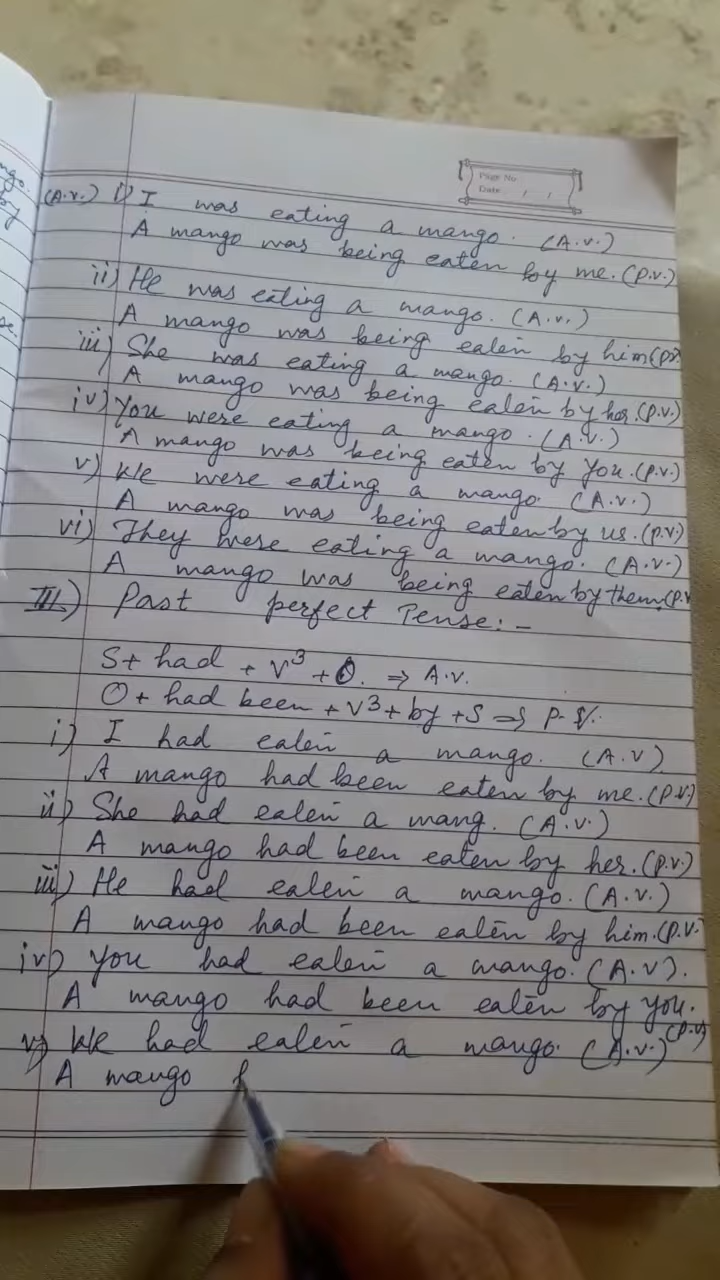 ngo.
by
se
Page No
Date / /
(A.V.) i) I was eating a mango. (A.V.)
A mango was being eaten by me. (P.V.)
ii) He was eating a mango. (A.V.)
A mango was being eaten by him (P.V
iii) She was eating a mango. (A.V.)
A mango was being eaten by her. (P.V.)
iv) You were eating a mango. (A.V.)
A mango was being eaten by you. (P.V.)
v) We were eating a mango. (A.V.)
A mango was being eaten by us. (P.V)
vi) They were eating a mango. (A.V.)
A mango was being eaten by them. (P.V
III) Past perfect Tense:-
S + had + V³ + O. ⇒ A.V.
O + had been + V³ + by + S ⇒ P.V.
i) I had eaten a mango. (A.V)
A mango had been eaten by me. (P.V)
ii) She had eaten a mang. (A.V.)
A mango had been eaten by her. (P.V.)
iii) He had eaten a mango. (A.V.)
A mango had been eaten by him. (P.V.
iv) You had eaten a mango. (A.V).
A mango had been eaten by you. (P.V)
v) We had eaten a mango. (A.V.)
A mango